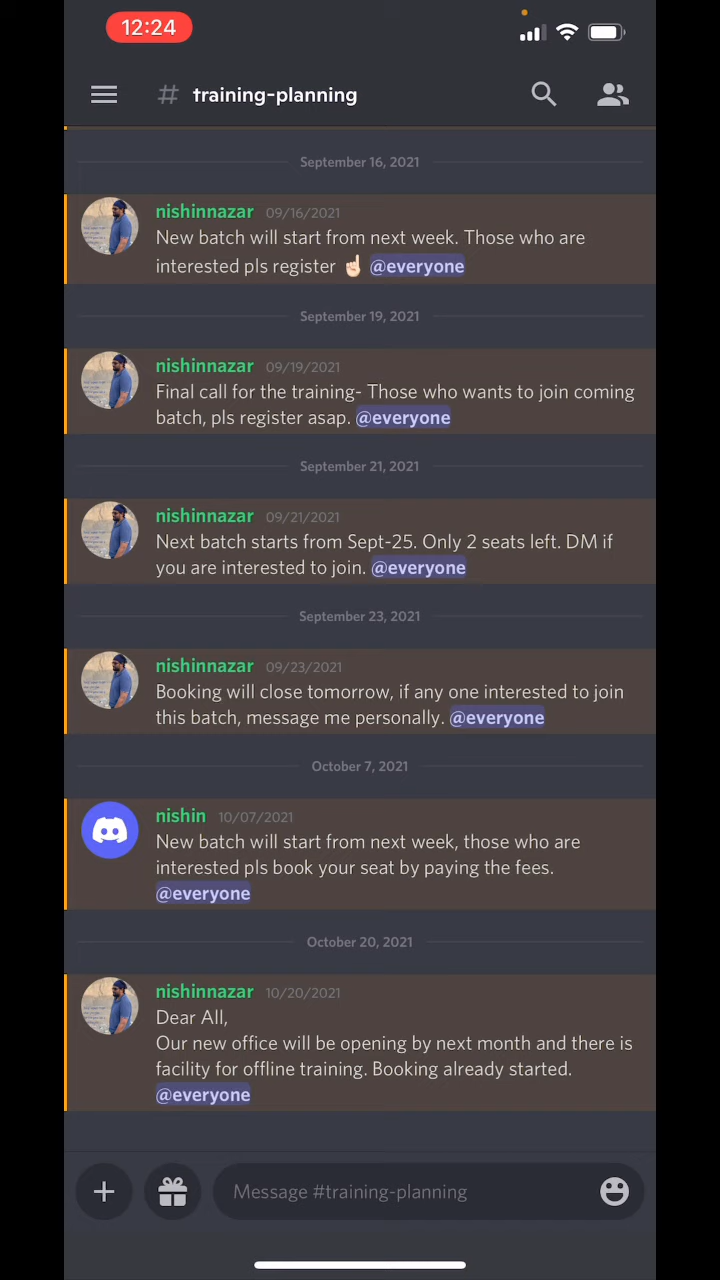 12:24
# training-planning
September 16, 2021
nishinnazar 09/16/2021
New batch will start from next week. Those who are
interested pls register ☝🏻 @everyone
September 19, 2021
nishinnazar 09/19/2021
Final call for the training- Those who wants to join coming
batch, pls register asap. @everyone
September 21, 2021
nishinnazar 09/21/2021
Next batch starts from Sept-25. Only 2 seats left. DM if
you are interested to join. @everyone
September 23, 2021
nishinnazar 09/23/2021
Booking will close tomorrow, if any one interested to join
this batch, message me personally. @everyone
October 7, 2021
nishin 10/07/2021
New batch will start from next week, those who are
interested pls book your seat by paying the fees.
@everyone
October 20, 2021
nishinnazar 10/20/2021
Dear All,
Our new office will be opening by next month and there is
facility for offline training. Booking already started.
@everyone
Message #training-planning